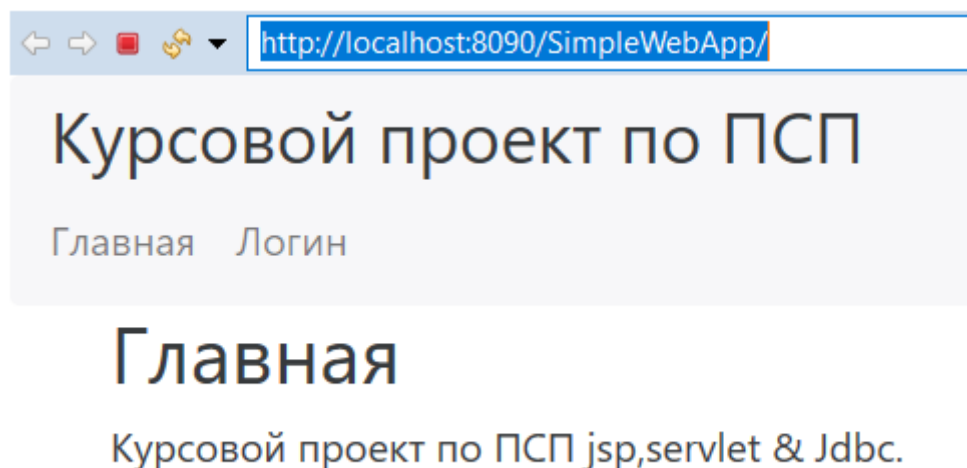 http://localhost:8090/SimpleWebApp/
Курсовой проект по ПСП
Главная Логин
Главная
Курсовой проект по ПСП jsp,servlet & Jdbc.